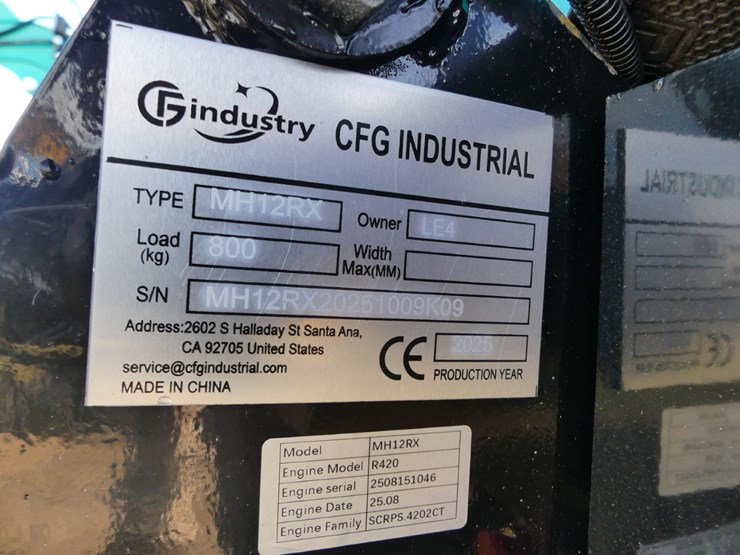 CFG industry CFG INDUSTRIAL
TYPE MH12RX Owner LE4
Load (kg) 800 Width Max(MM)
S/N MH12RX20251009K09
Address:2602 S Halladay St Santa Ana,
CA 92705 United States
service@cfgindustrial.com
MADE IN CHINA
CE 2025
PRODUCTION YEAR
Model MH12RX
Engine Model R420
Engine serial 2508151046
Engine Date 25.08
Engine Family SCRPS.4202CT